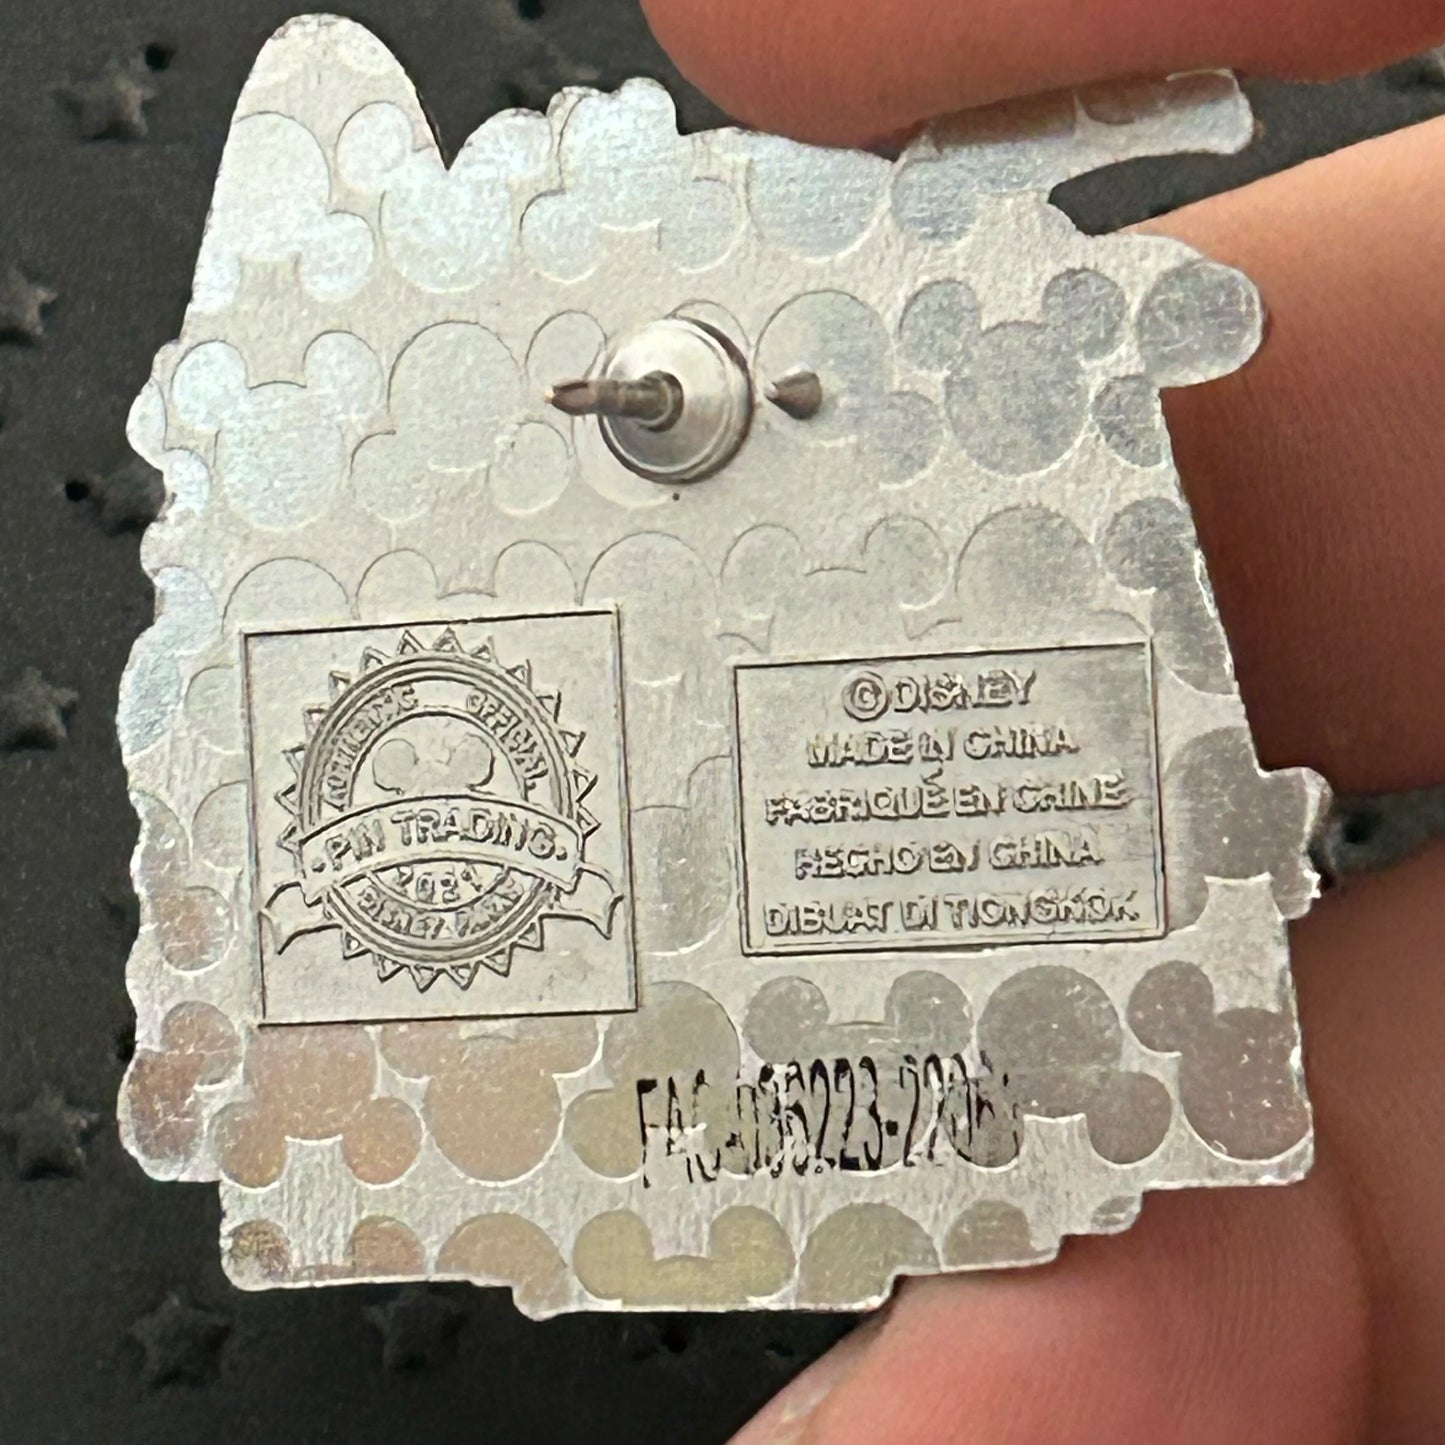 AUTHENTIC OFFICIAL
·PIN TRADING·
DISNEY PARKS
©DISNEY
MADE IN CHINA
FABRIQUÉ EN CHINE
HECHO EN CHINA
DIBUAT DI TIONGKOK